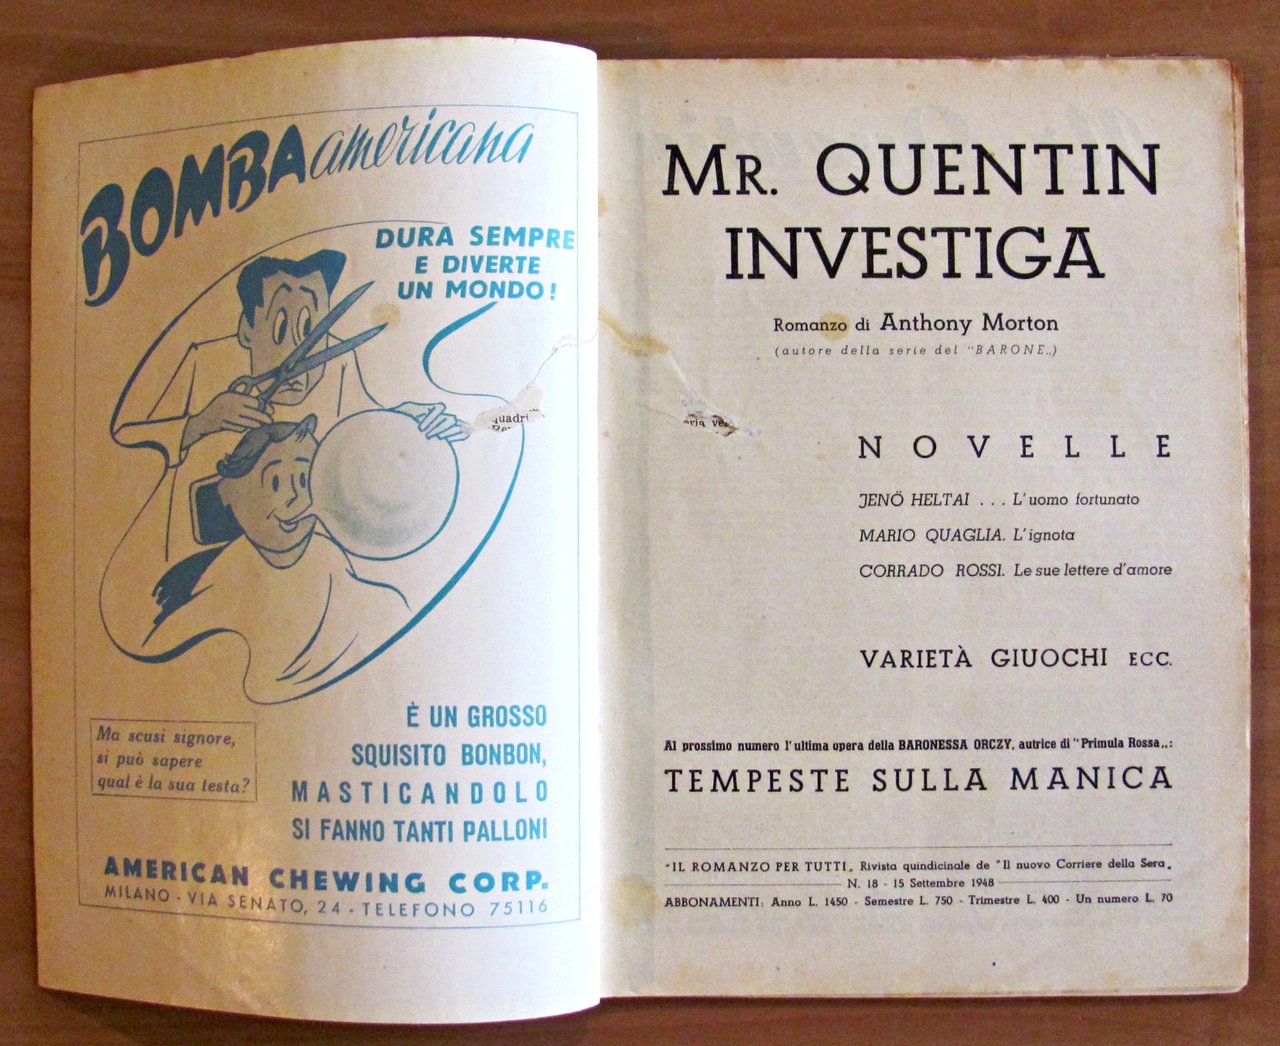 BOMBA americana
DURA SEMPRE
E DIVERTE
UN MONDO!
quadri
Ma scusi signore,
si può sapere
qual è la sua testa?
È UN GROSSO
SQUISITO BONBON,
MASTICANDOLO
SI FANNO TANTI PALLONI
AMERICAN CHEWING CORP.
MILANO - VIA SENATO, 24 - TELEFONO 75116
MR. QUENTIN
INVESTIGA
Romanzo di Anthony Morton
(autore della serie del "BARONE„)
NOVELLE
JENÖ HELTAI . . . L'uomo fortunato
MARIO QUAGLIA. L'ignota
CORRADO ROSSI. Le sue lettere d'amore
VARIETÀ GIUOCHI ECC.
Al prossimo numero l'ultima opera della BARONESSA ORCZY, autrice di "Primula Rossa„:
TEMPESTE SULLA MANICA
"IL ROMANZO PER TUTTI„ Rivista quindicinale de "Il nuovo Corriere della Sera„
N. 18 - 15 Settembre 1948
ABBONAMENTI: Anno L. 1450 - Semestre L. 750 - Trimestre L. 400 - Un numero L. 70